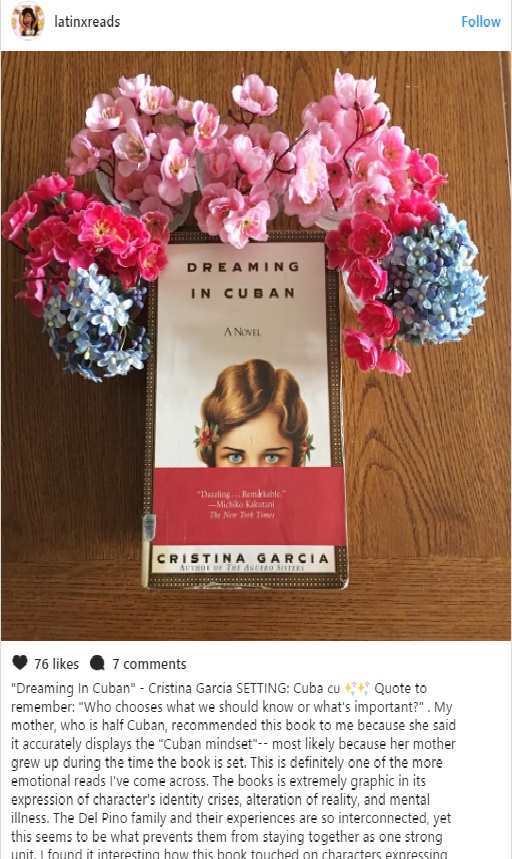 latinxreads
Follow
DREAMING
IN CUBAN
A NOVEL
"Dazzling . . . Remarkable."
—Michiko Kakutani
The New York Times
CRISTINA GARCIA
AUTHOR OF THE AGÜERO SISTERS
76 likes 7 comments
"Dreaming In Cuban" - Cristina Garcia SETTING: Cuba cu ✨✨ Quote to
remember: "Who chooses what we should know or what's important?" . My
mother, who is half Cuban, recommended this book to me because she said
it accurately displays the "Cuban mindset"-- most likely because her mother
grew up during the time the book is set. This is definitely one of the more
emotional reads I've come across. The books is extremely graphic in its
expression of character's identity crises, alteration of reality, and mental
illness. The Del Pino family and their experiences are so interconnected, yet
this seems to be what prevents them from staying together as one strong
unit. I found it interesting how this book touched on characters expressing